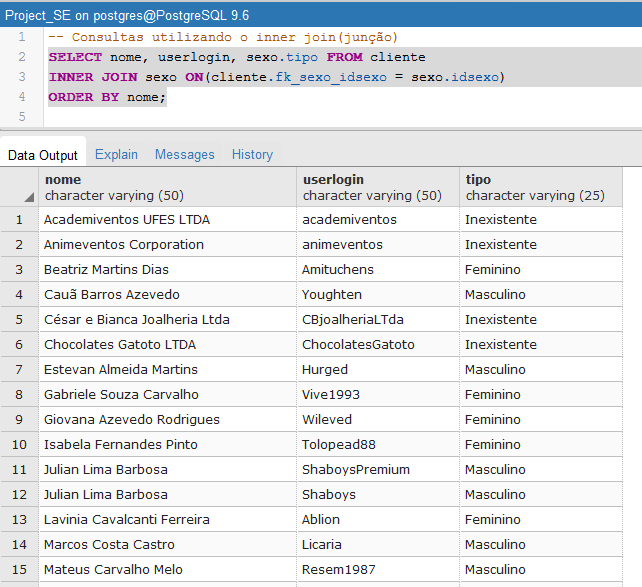 Project_SE on postgres@PostgreSQL 9.6
1 -- Consultas utilizando o inner join(junção)
2 SELECT nome, userlogin, sexo.tipo FROM cliente
3 INNER JOIN sexo ON(cliente.fk_sexo_idsexo = sexo.idsexo)
4 ORDER BY nome;
5
Data Output Explain Messages History
nome userlogin tipo
character varying (50) character varying (50) character varying (25)
1 Academiventos UFES LTDA academiventos Inexistente
2 Animeventos Corporation animeventos Inexistente
3 Beatriz Martins Dias Amituchens Feminino
4 Cauã Barros Azevedo Youghten Masculino
5 César e Bianca Joalheria Ltda CBjoalheriaLTda Inexistente
6 Chocolates Gatoto LTDA ChocolatesGatoto Inexistente
7 Estevan Almeida Martins Hurged Masculino
8 Gabriele Souza Carvalho Vive1993 Feminino
9 Giovana Azevedo Rodrigues Wileved Feminino
10 Isabela Fernandes Pinto Tolopead88 Feminino
11 Julian Lima Barbosa ShaboysPremium Masculino
12 Julian Lima Barbosa Shaboys Masculino
13 Lavinia Cavalcanti Ferreira Ablion Feminino
14 Marcos Costa Castro Licaria Masculino
15 Mateus Carvalho Melo Resem1987 Masculino